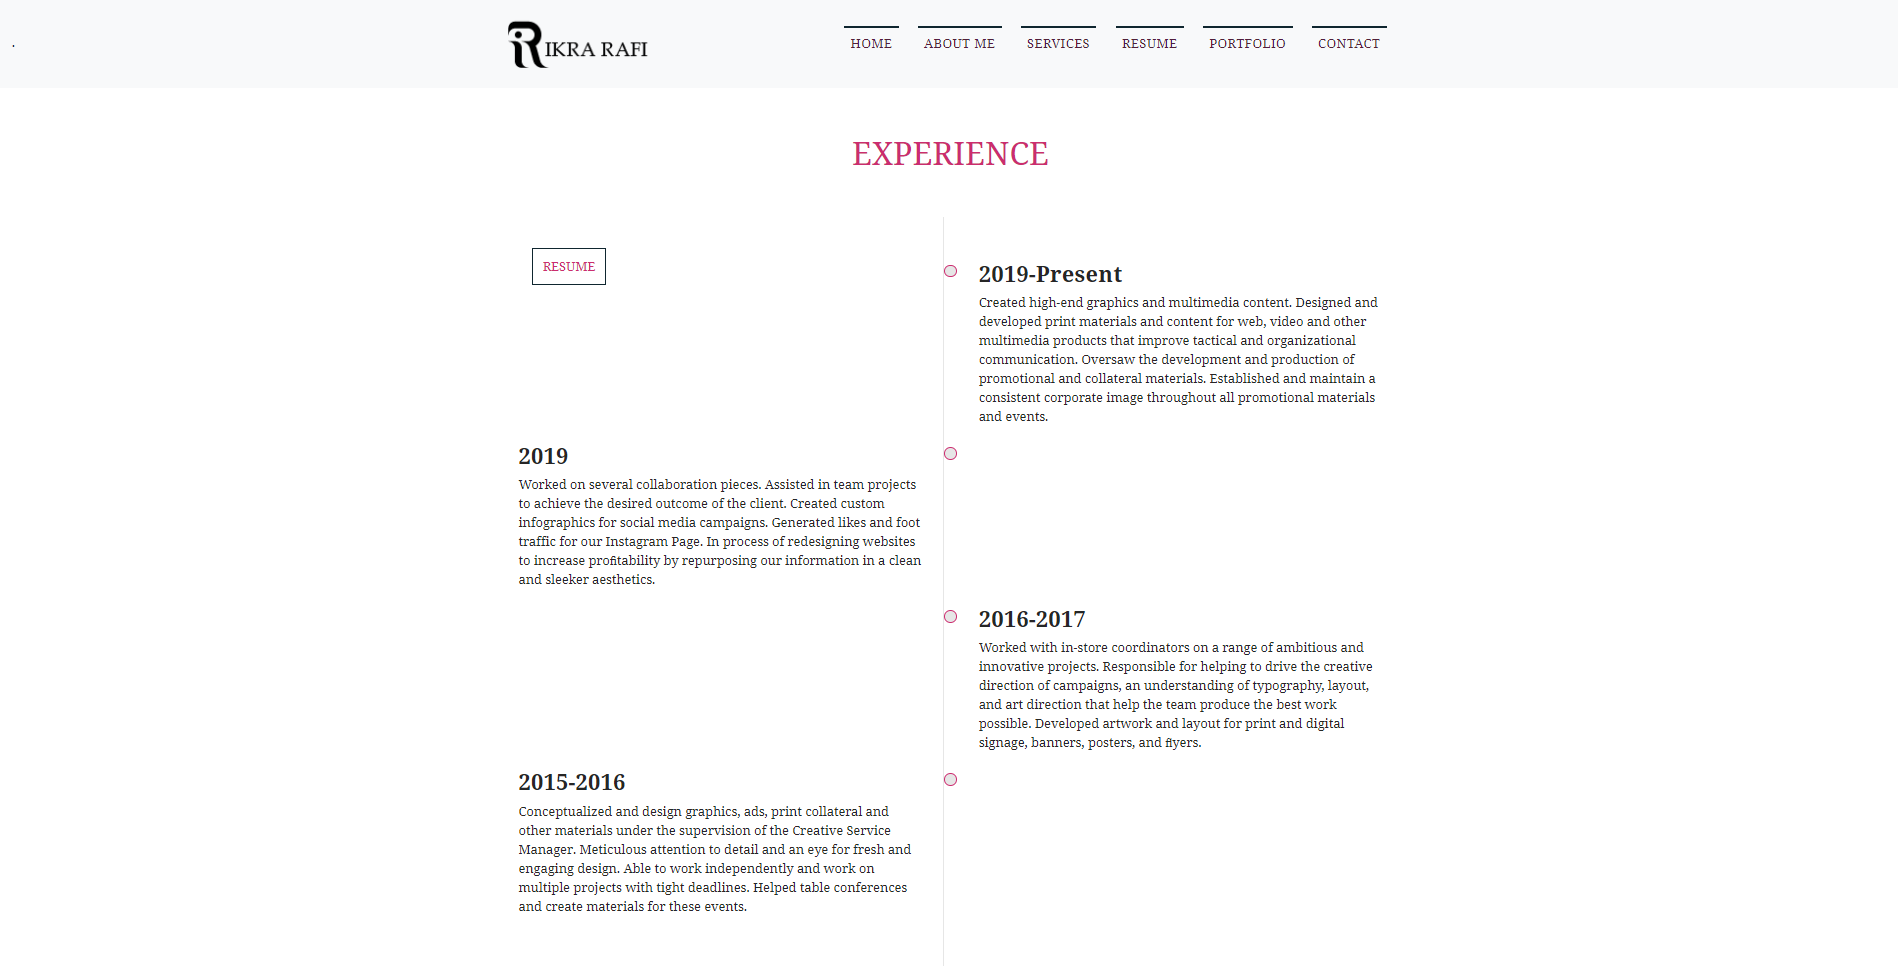 .
RIKRA RAFI
HOME ABOUT ME SERVICES RESUME PORTFOLIO CONTACT
EXPERIENCE
RESUME
2019-Present
Created high-end graphics and multimedia content. Designed and
developed print materials and content for web, video and other
multimedia products that improve tactical and organizational
communication. Oversaw the development and production of
promotional and collateral materials. Established and maintain a
consistent corporate image throughout all promotional materials
and events.
2019
Worked on several collaboration pieces. Assisted in team projects
to achieve the desired outcome of the client. Created custom
infographics for social media campaigns. Generated likes and foot
traffic for our Instagram Page. In process of redesigning websites
to increase profitability by repurposing our information in a clean
and sleeker aesthetics.
2016-2017
Worked with in-store coordinators on a range of ambitious and
innovative projects. Responsible for helping to drive the creative
direction of campaigns, an understanding of typography, layout,
and art direction that help the team produce the best work
possible. Developed artwork and layout for print and digital
signage, banners, posters, and flyers.
2015-2016
Conceptualized and design graphics, ads, print collateral and
other materials under the supervision of the Creative Service
Manager. Meticulous attention to detail and an eye for fresh and
engaging design. Able to work independently and work on
multiple projects with tight deadlines. Helped table conferences
and create materials for these events.